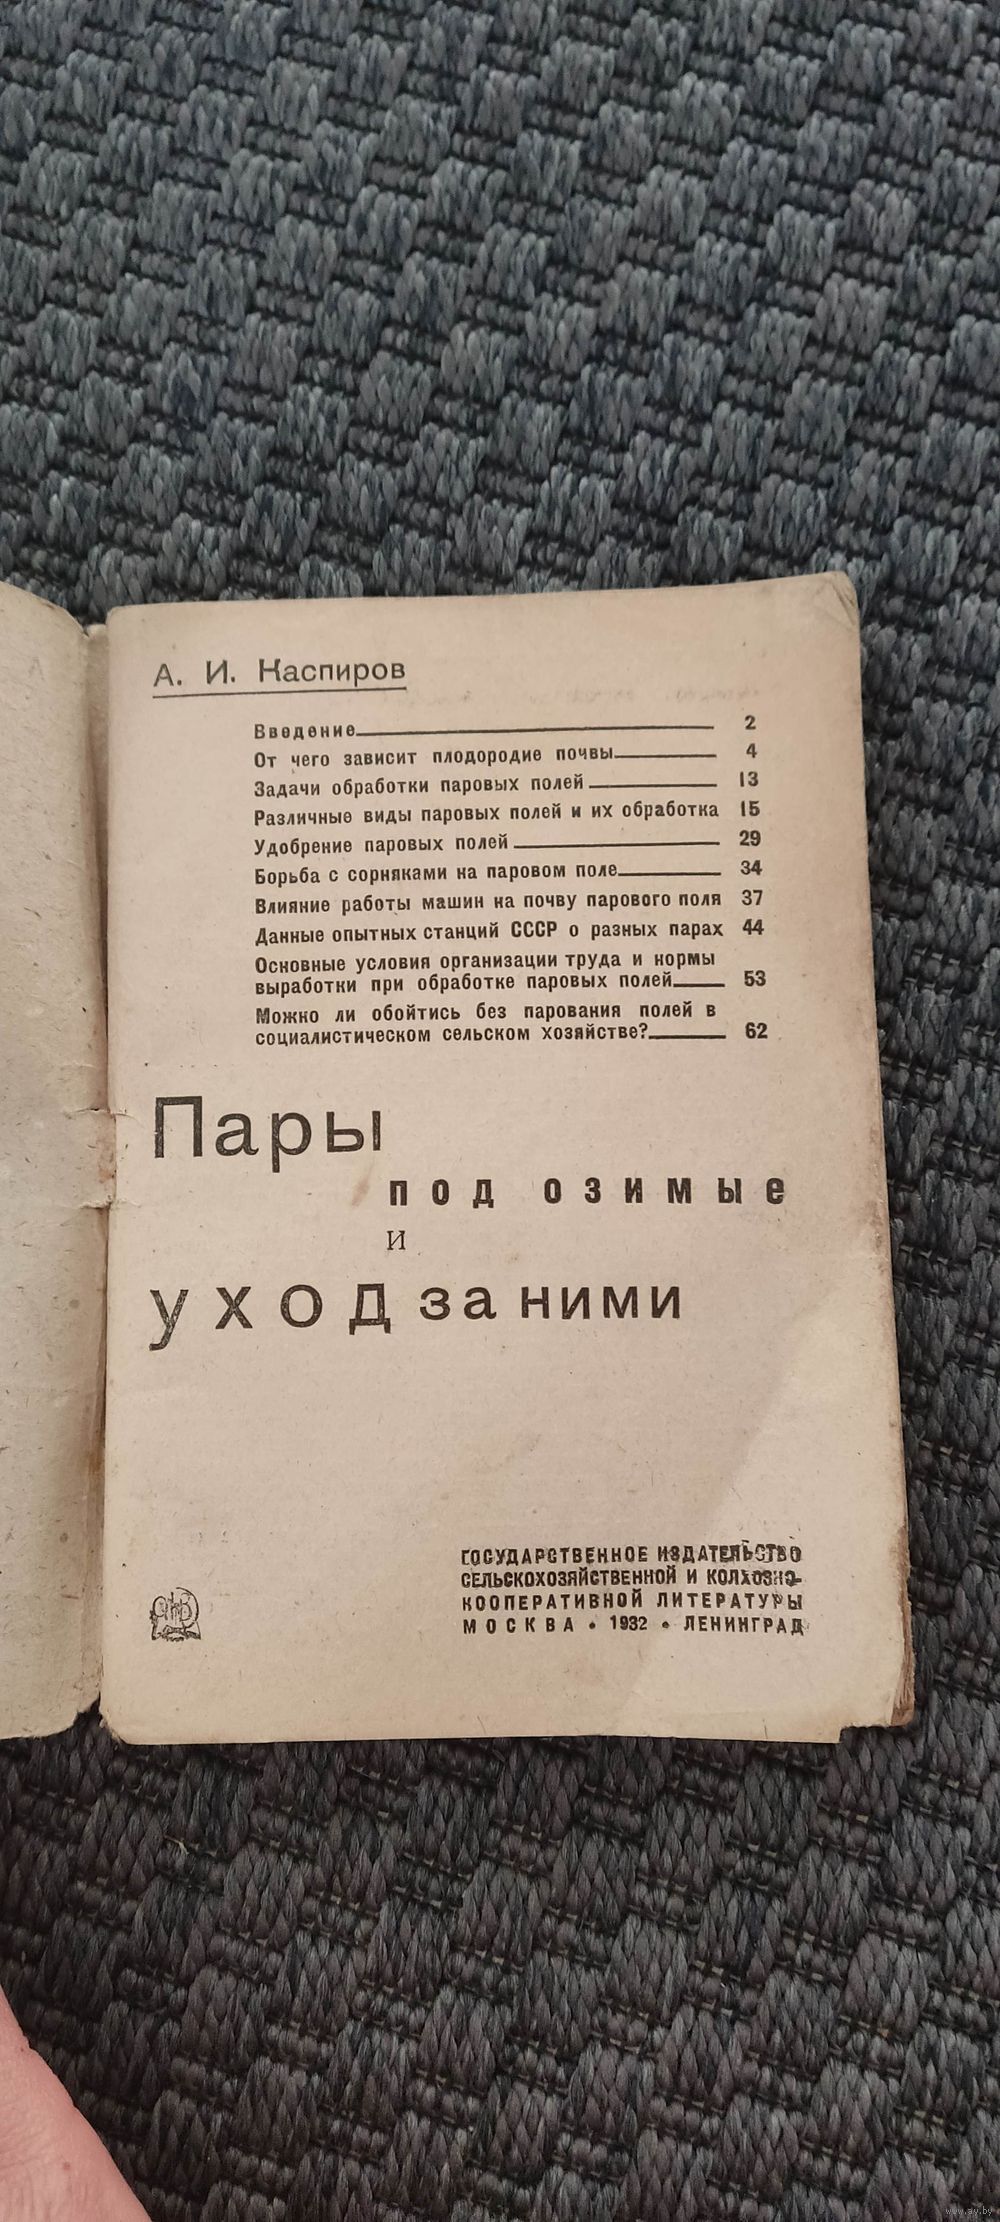 А. И. Каспиров
Введение 2
От чего зависит плодородие почвы 4
Задачи обработки паровых полей 13
Различные виды паровых полей и их обработка 15
Удобрение паровых полей 29
Борьба с сорняками на паровом поле 34
Влияние работы машин на почву парового поля 37
Данные опытных станций СССР о разных парах 44
Основные условия организации труда и нормы
выработки при обработке паровых полей 53
Можно ли обойтись без парования полей в
социалистическом сельском хозяйстве? 62
Пары
под озимые
и
уход за ними
ГОСУДАРСТВЕННОЕ ИЗДАТЕЛЬСТВО
СЕЛЬСКОХОЗЯЙСТВЕННОЙ И КОЛХОЗНО-
КООПЕРАТИВНОЙ ЛИТЕРАТУРЫ
МОСКВА • 1932 • ЛЕНИНГРАД
www.ay.by